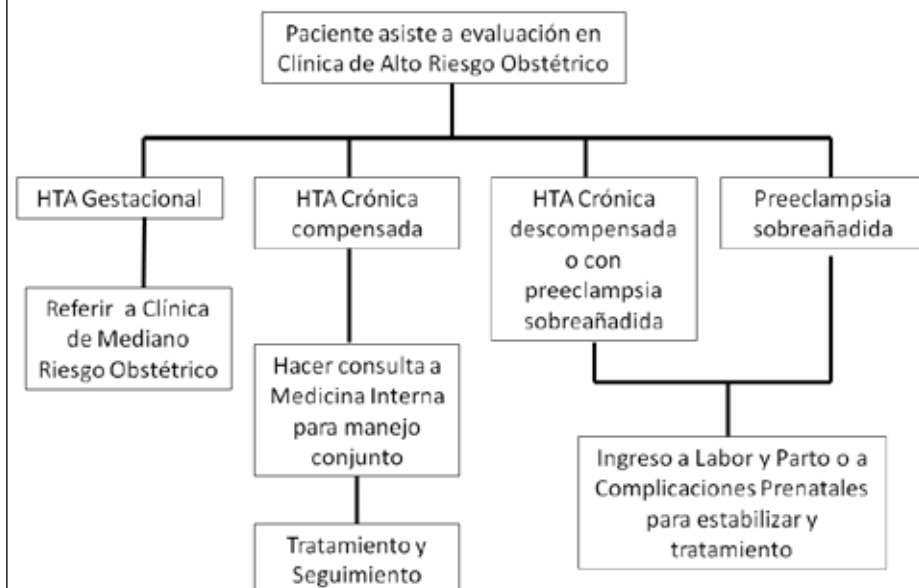 Paciente asiste a evaluación en
Clínica de Alto Riesgo Obstétrico
HTA Gestacional
HTA Crónica
compensada
HTA Crónica
descompensada
o con
preeclampsia
sobreañadida
Preeclampsia
sobreañadida
Referir a Clínica
de Mediano
Riesgo Obstétrico
Hacer consulta a
Medicina Interna
para manejo
conjunto
Ingreso a Labor y Parto o a
Complicaciones Prenatales
para estabilizar y
tratamiento
Tratamiento y
Seguimiento